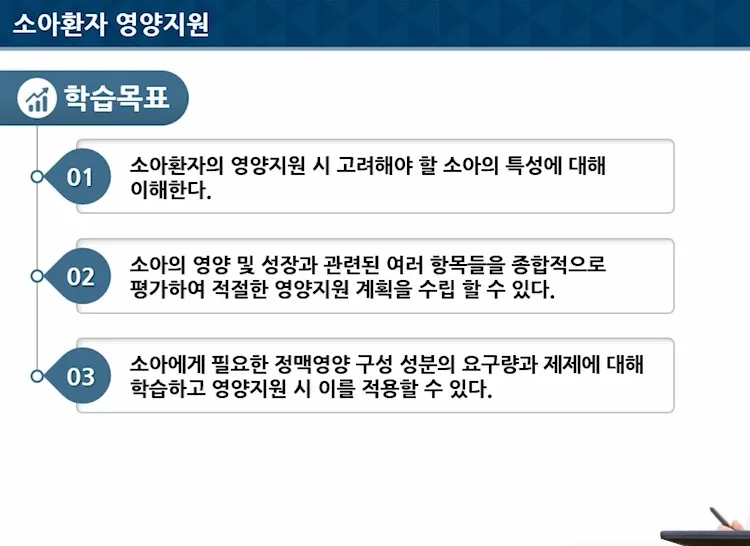 소아환자 영양지원
학습목표
01
소아환자의 영양지원 시 고려해야 할 소아의 특성에 대해
이해한다.
02
소아의 영양 및 성장과 관련된 여러 항목들을 종합적으로
평가하여 적절한 영양지원 계획을 수립 할 수 있다.
03
소아에게 필요한 정맥영양 구성 성분의 요구량과 제제에 대해
학습하고 영양지원 시 이를 적용할 수 있다.